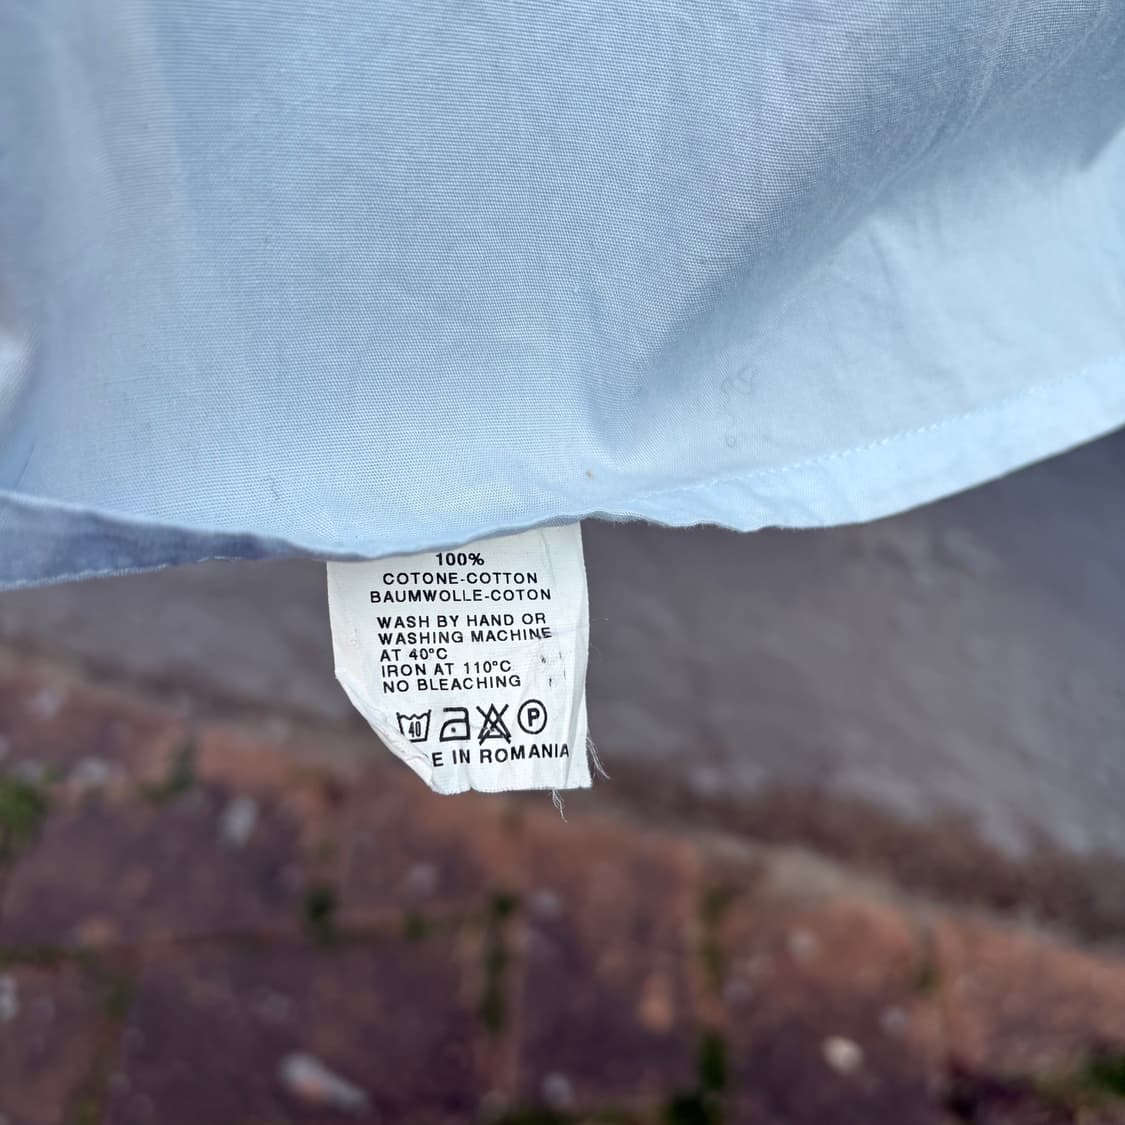 100%
COTONE-COTTON
BAUMWOLLE-COTON
WASH BY HAND OR
WASHING MACHINE
AT 40°C
IRON AT 110°C
NO BLEACHING
40 P
E IN ROMANIA